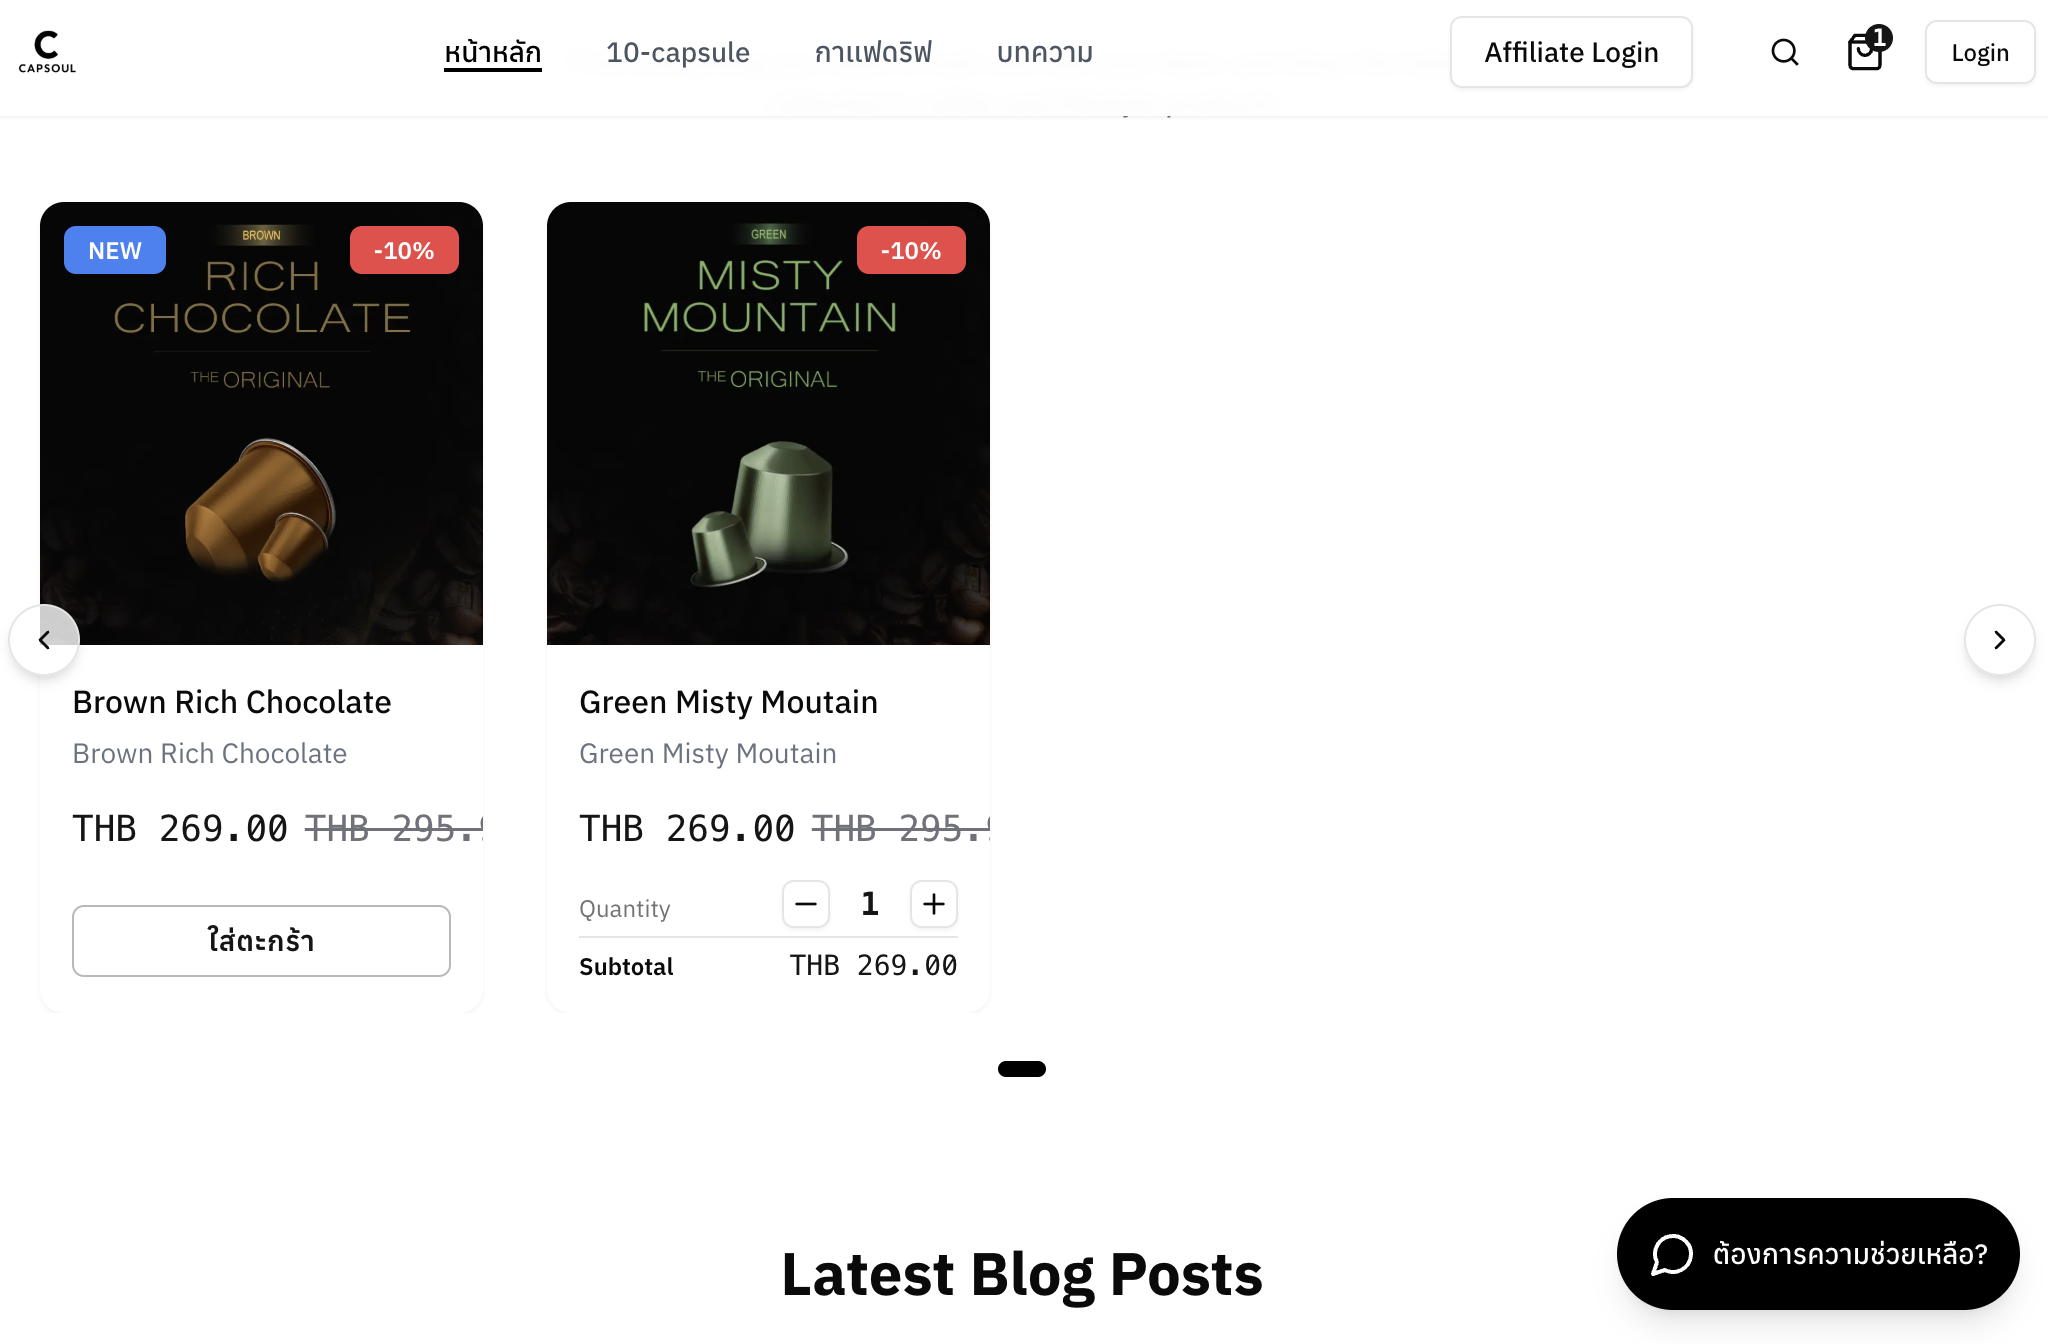 C
CAPSOUL
หน้าหลัก
10-capsule
กาแฟดริฟ
บทความ
Affiliate Login
1
Login
NEW
BROWN
-10%
RICH
CHOCOLATE
THE ORIGINAL
GREEN
-10%
MISTY
MOUNTAIN
THE ORIGINAL
Brown Rich Chocolate
Brown Rich Chocolate
THB 269.00 THB 295.
ใส่ตะกร้า
Green Misty Moutain
Green Misty Moutain
THB 269.00 THB 295.
Quantity
1
Subtotal
THB 269.00
Latest Blog Posts
ต้องการความช่วยเหลือ?